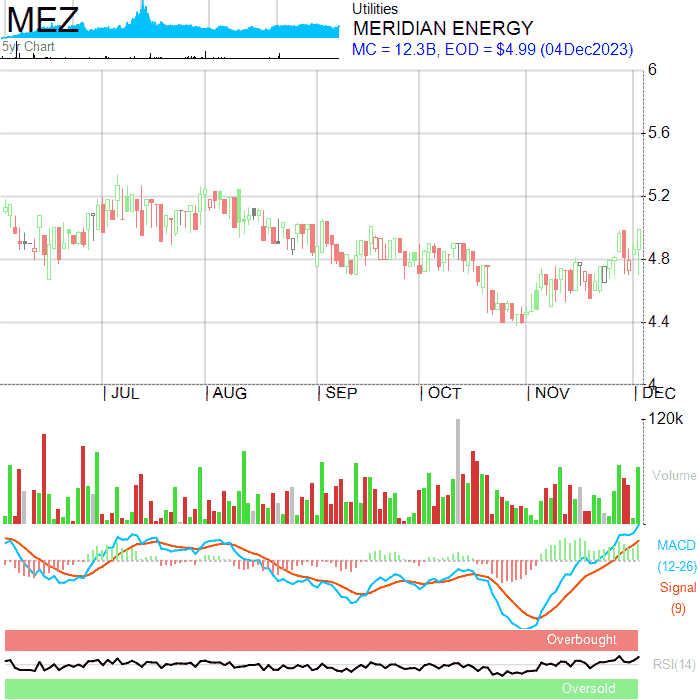 MEZ
5yr Chart
Utilities
MERIDIAN ENERGY
MC = 12.3B, EOD = $4.99 (04Dec2023)
6
5.6
5.2
4.8
4.4
4
JUL AUG SEP OCT NOV DEC
120k
Volume
MACD
(12-26)
Signal
(9)
Overbought
RSI(14)
Oversold